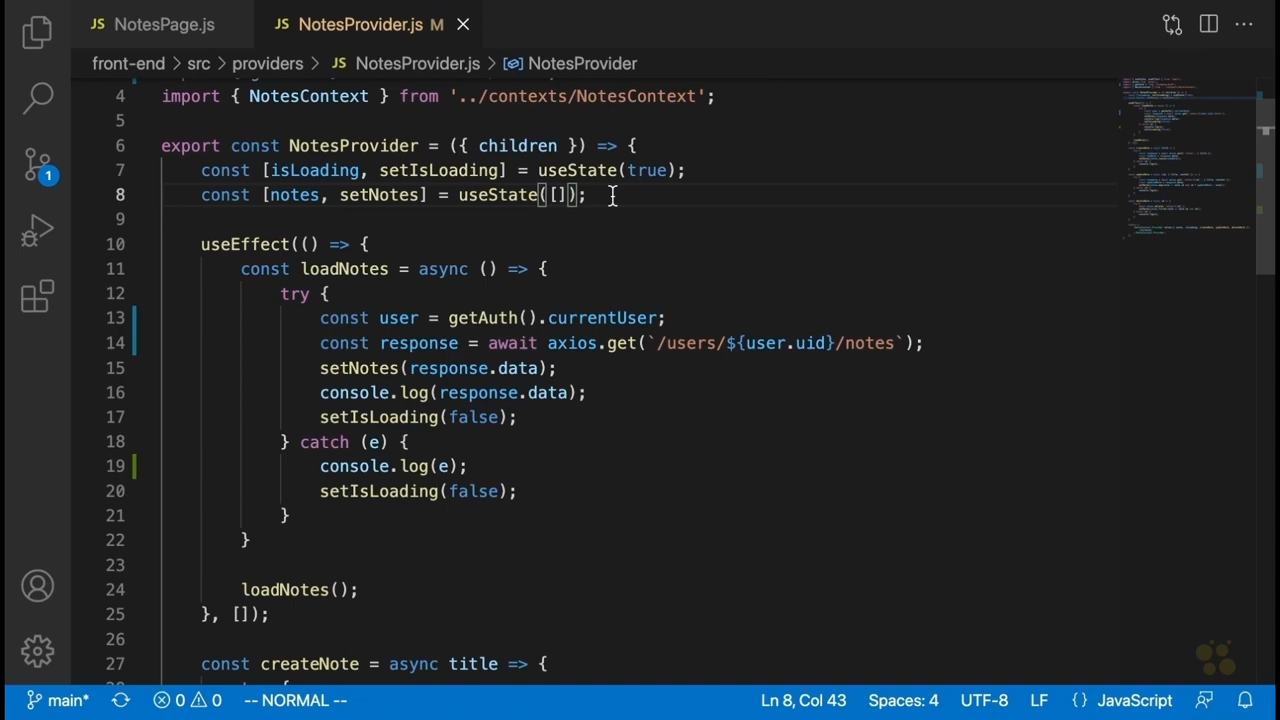 JS NotesPage.js JS NotesProvider.js M
front-end > src > providers > JS NotesProvider.js > NotesProvider
4 import { NotesContext } from '../contexts/NotesContext';
5
6 export const NotesProvider = ({ children }) => {
7 const [isLoading, setIsLoading] = useState(true);
8 const [notes, setNotes] = useState([]);
9
10 useEffect(() => {
11 const loadNotes = async () => {
12 try {
13 const user = getAuth().currentUser;
14 const response = await axios.get(`/users/${user.uid}/notes`);
15 setNotes(response.data);
16 console.log(response.data);
17 setIsLoading(false);
18 } catch (e) {
19 console.log(e);
20 setIsLoading(false);
21 }
22 }
23
24 loadNotes();
25 }, []);
26
27 const createNote = async title => {
1
main* 0 0 -- NORMAL -- Ln 8, Col 43 Spaces: 4 UTF-8 LF {} JavaScript